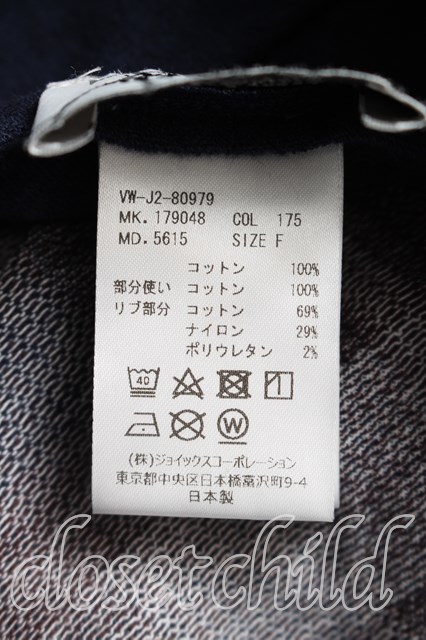 VW-J2-80979
MK. 179048 COL 175
MD. 5615 SIZE F
コットン 100%
部分使い コットン 100%
リブ部分 コットン 69%
ナイロン 29%
ポリウレタン 2%
40
W
(株)ジョイックスコーポレーション
東京都中央区日本橋富沢町9-4
日本製
closetchild